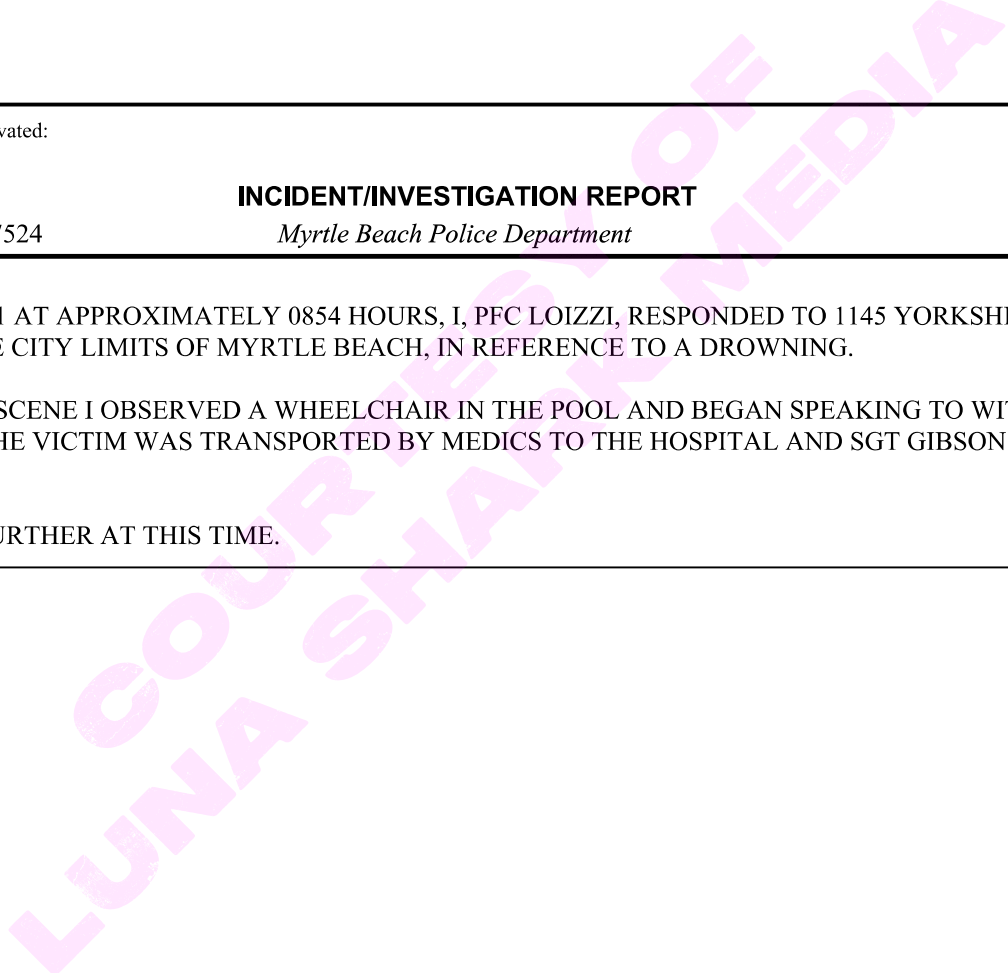 vated:
INCIDENT/INVESTIGATION REPORT
7524 Myrtle Beach Police Department
1 AT APPROXIMATELY 0854 HOURS, I, PFC LOIZZI, RESPONDED TO 1145 YORKSHI
E CITY LIMITS OF MYRTLE BEACH, IN REFERENCE TO A DROWNING.
SCENE I OBSERVED A WHEELCHAIR IN THE POOL AND BEGAN SPEAKING TO WIT
HE VICTIM WAS TRANSPORTED BY MEDICS TO THE HOSPITAL AND SGT GIBSON
URTHER AT THIS TIME.
COURTESY OF
LUNA SHARK MEDIA